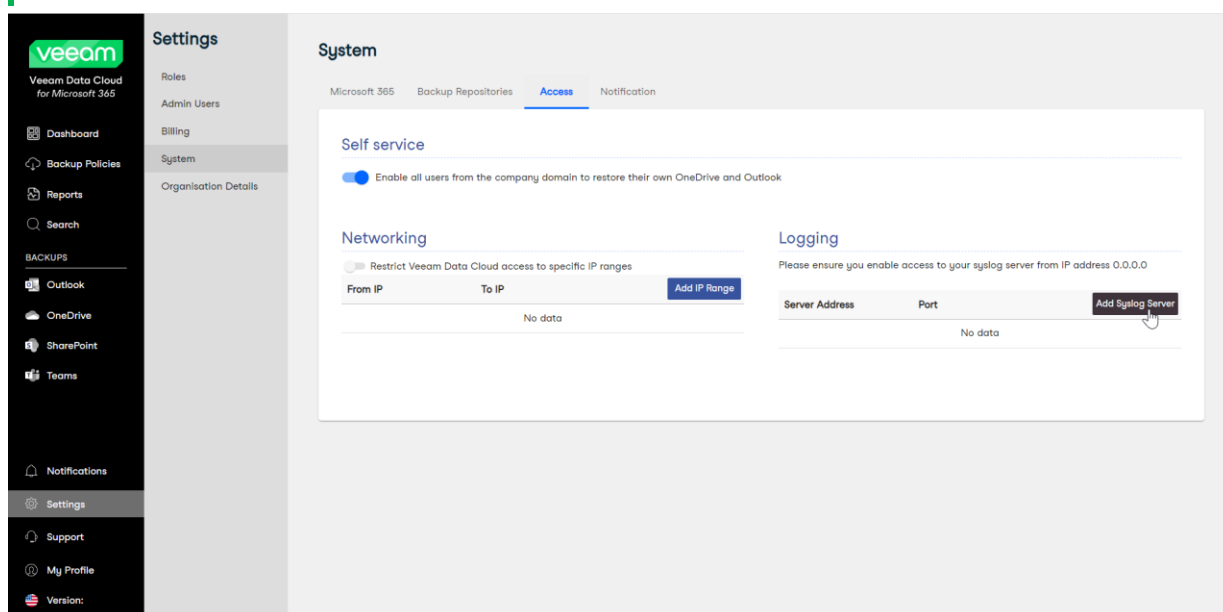 veeam
Veeam Data Cloud
for Microsoft 365
Dashboard
Backup Policies
Reports
Search
BACKUPS
Outlook
OneDrive
SharePoint
Teams
Notifications
Settings
Support
My Profile
Version:
Settings
Roles
Admin Users
Billing
System
Organisation Details
System
Microsoft 365 Backup Repositories Access Notification
Self service
Enable all users from the company domain to restore their own OneDrive and Outlook
Networking
Restrict Veeam Data Cloud access to specific IP ranges
From IP To IP Add IP Range
No data
Logging
Please ensure you enable access to your syslog server from IP address 0.0.0.0
Server Address Port Add Syslog Server
No data